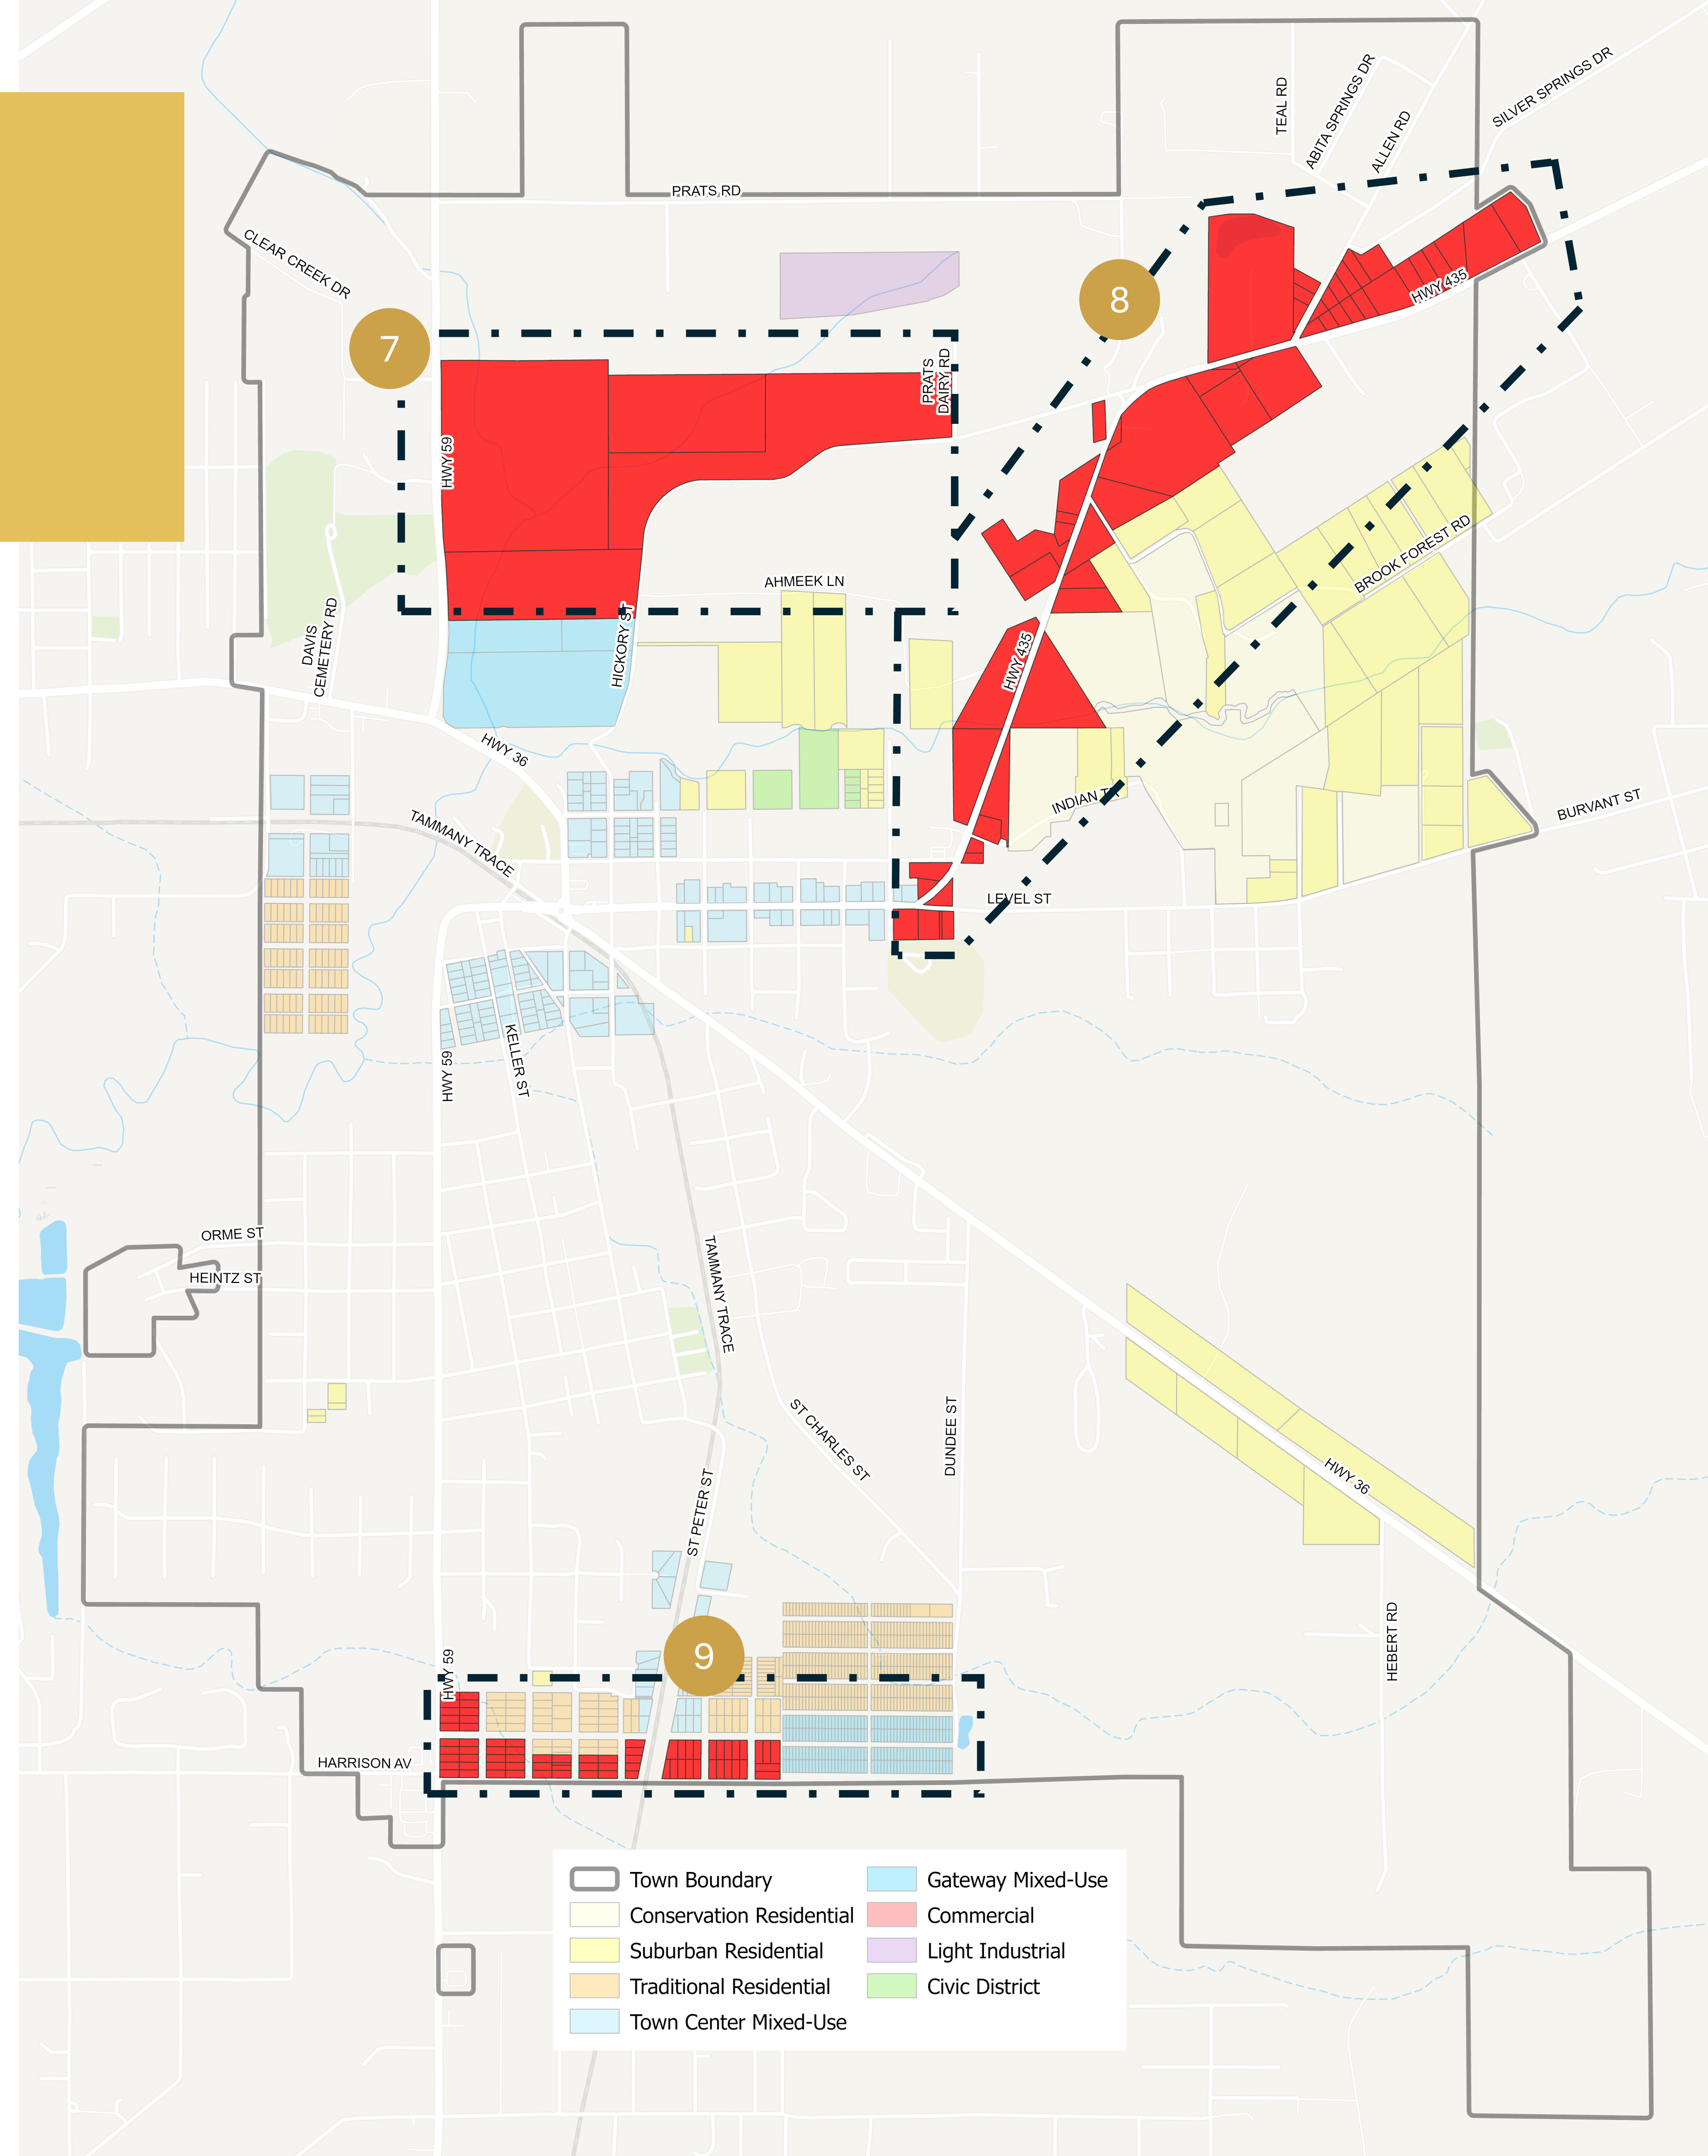 SILVER SPRINGS DR
TEAL RD
ABITA SPRINGS DR
ALLEN RD
PRATS RD
CLEAR CREEK DR
HWY 435
8
7
PRATS
DAIRY RD
HWY 59
BROOK FOREST RD
AHMEEK LN
DAVIS
CEMETERY RD
HICKORY ST
HWY 435
HWY 36
INDIAN TR
BURVANT ST
TAMMANY TRACE
LEVEL ST
KELLER ST
HWY 59
ORME ST
HEINTZ ST
TAMMANY TRACE
ST CHARLES ST
DUNDEE ST
HWY 36
ST PETER ST
HEBERT RD
9
HWY 59
HARRISON AV
Town Boundary
Conservation Residential
Suburban Residential
Traditional Residential
Town Center Mixed-Use
Gateway Mixed-Use
Commercial
Light Industrial
Civic District